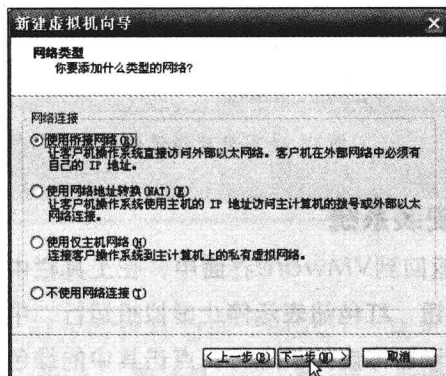 新建虚拟机向导
网络类型
你要添加什么类型的网络?
网络连接
使用桥接网络(R)
让客户机操作系统直接访问外部以太网络。客户机在外部网络中必须有
自己的 IP 地址。
使用网络地址转换(NAT)(E)
让客户机操作系统使用主机的 IP 地址访问主计算机的拨号或外部以太
网络连接。
使用仅主机网络(H)
连接客户操作系统到主计算机上的私有虚拟网络。
不使用网络连接(T)
<上一步(B) 下一步(N)> 取消